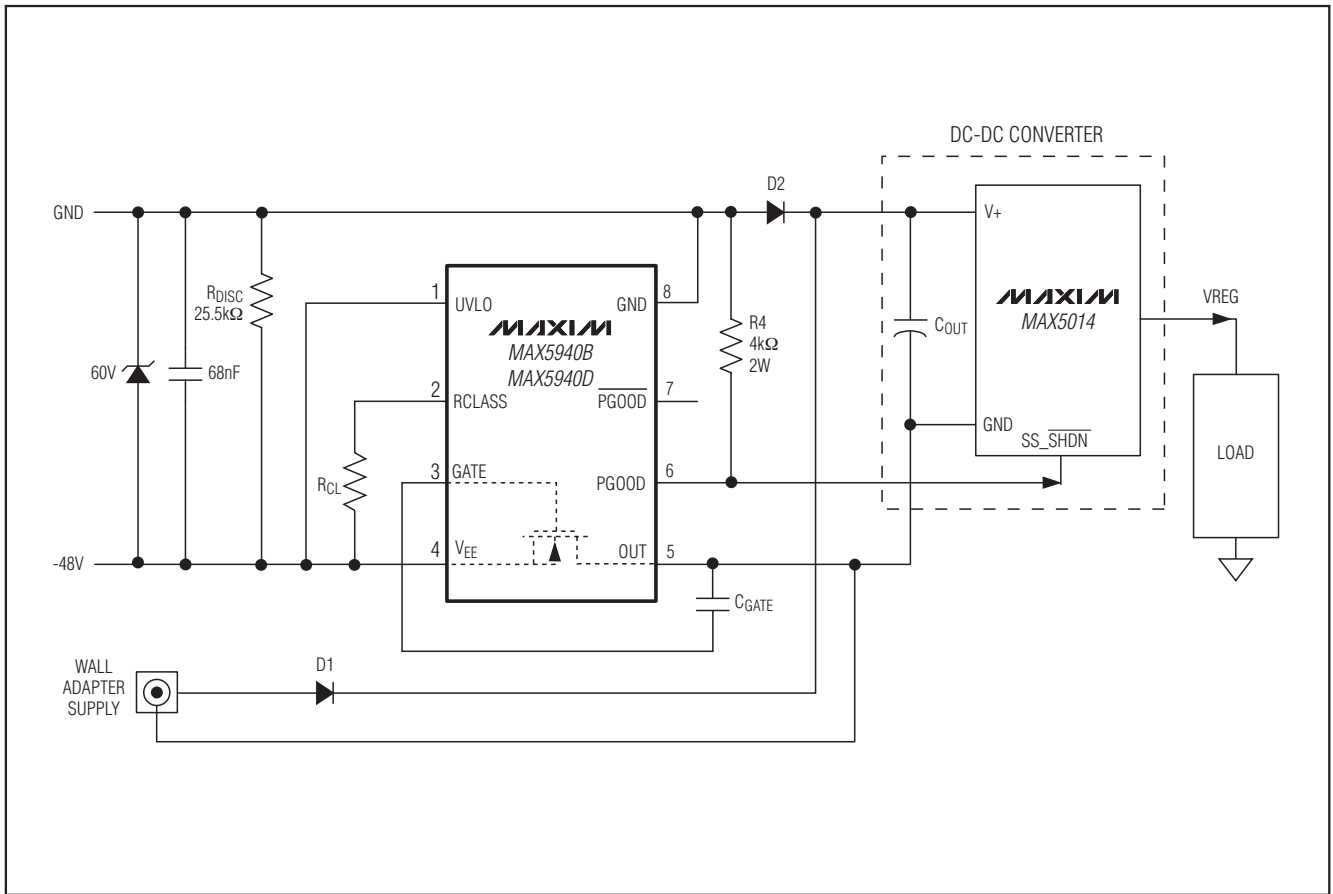 DC-DC CONVERTER
D2
GND
V+
1
UVLO
8
GND
RDISC
25.5kΩ
MAXIM
MAX5940B
MAX5940D
R4
4kΩ
2W
COUT
MAXIM
MAX5014
VREG
60V
68nF
2
RCLASS
7
PGOOD
GND
SS_SHDN
LOAD
RCL
3
GATE
6
PGOOD
-48V
4
VEE
OUT
5
CGATE
WALL
ADAPTER
SUPPLY
D1